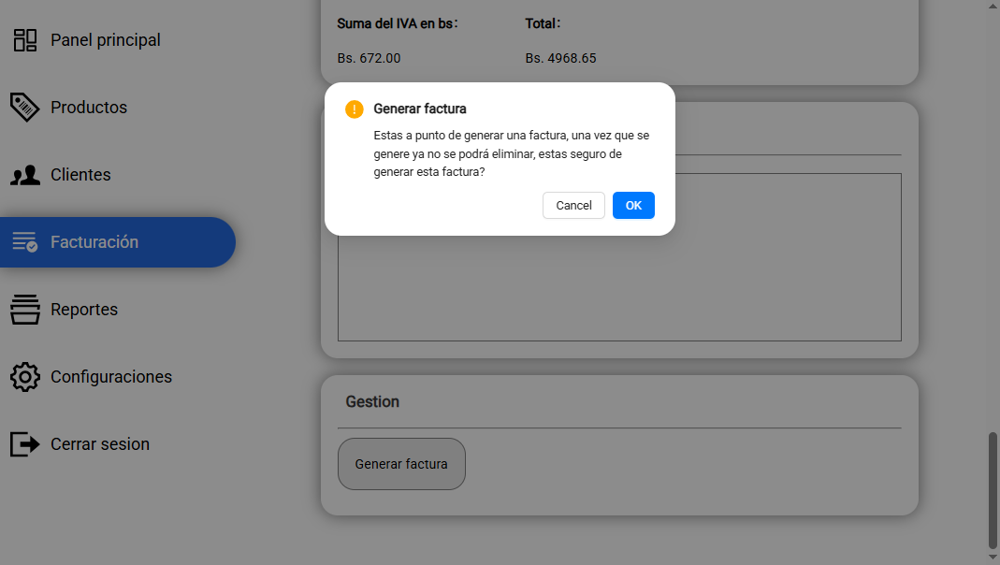 Panel principal
Productos
Clientes
Facturación
Reportes
Configuraciones
Cerrar sesion
Suma del IVA en bs:
Total:
Bs. 672.00
Bs. 4968.65
Generar factura
Estas a punto de generar una factura, una vez que se
genere ya no se podrá eliminar, estas seguro de
generar esta factura?
Cancel
OK
Gestion
Generar factura